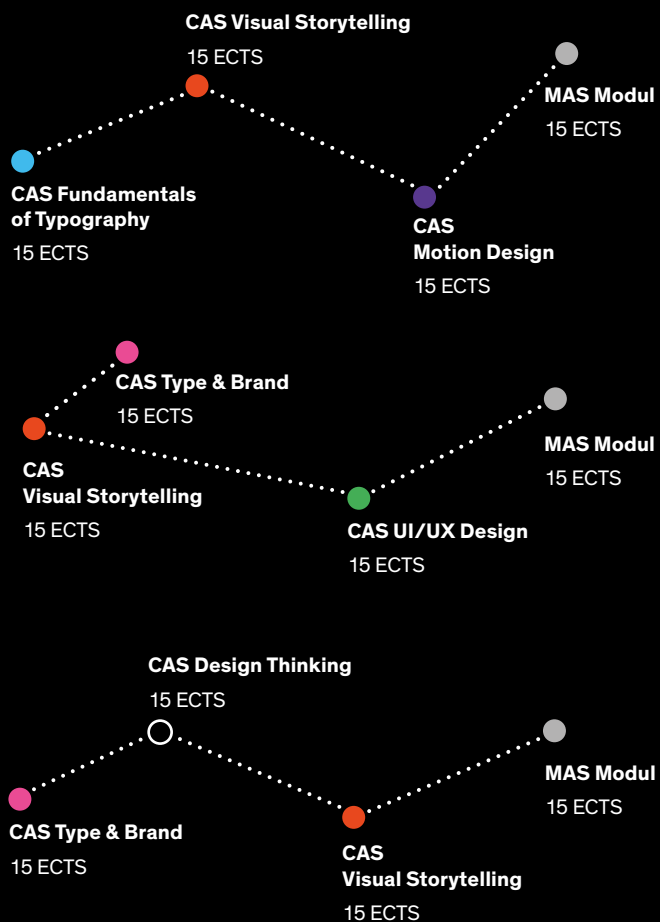 CAS Visual Storytelling
15 ECTS
MAS Modul
15 ECTS
CAS Fundamentals
of Typography
15 ECTS
CAS
Motion Design
15 ECTS
CAS Type & Brand
15 ECTS
MAS Modul
15 ECTS
CAS
Visual Storytelling
15 ECTS
CAS UI/UX Design
15 ECTS
CAS Design Thinking
15 ECTS
MAS Modul
15 ECTS
CAS Type & Brand
15 ECTS
CAS
Visual Storytelling
15 ECTS